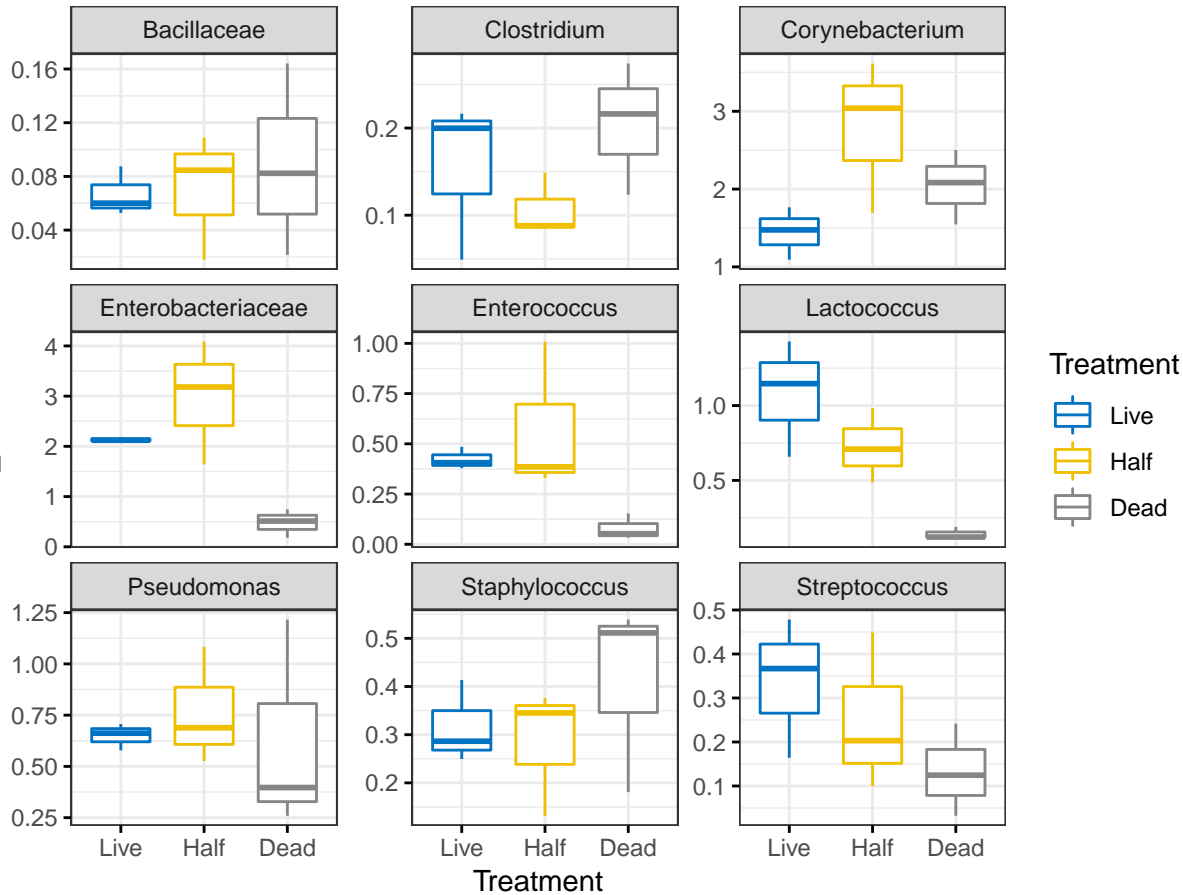 Bacillaceae
Clostridium
Corynebacterium
0.16
0.12
0.08
0.04
0.2
0.1
3
2
1
Enterobacteriaceae
Enterococcus
Lactococcus
4
3
2
1
0
1.00
0.75
0.50
0.25
0.00
1.0
0.5
Treatment
Live
Half
Dead
Pseudomonas
Staphylococcus
Streptococcus
1.25
1.00
0.75
0.50
0.25
0.5
0.4
0.3
0.2
0.5
0.4
0.3
0.2
0.1
Live Half Dead
Live Half Dead
Live Half Dead
Treatment